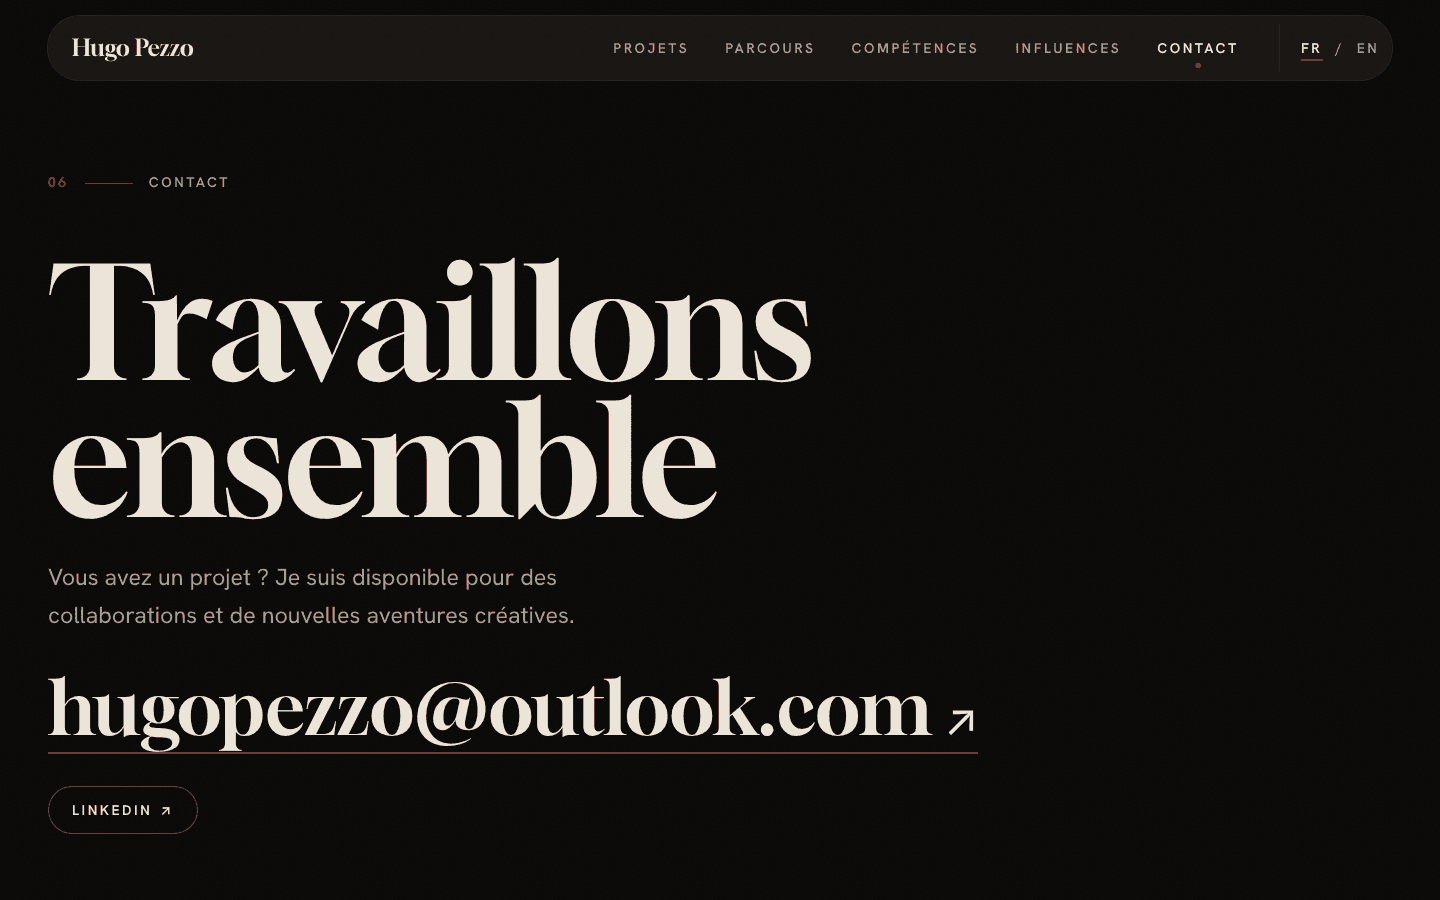 Hugo Pezzo
PROJETS PARCOURS COMPÉTENCES INFLUENCES CONTACT FR / EN
06 CONTACT
Travaillons
ensemble
Vous avez un projet ? Je suis disponible pour des
collaborations et de nouvelles aventures créatives.
hugopezzo@outlook.com ↗
LINKEDIN ↗